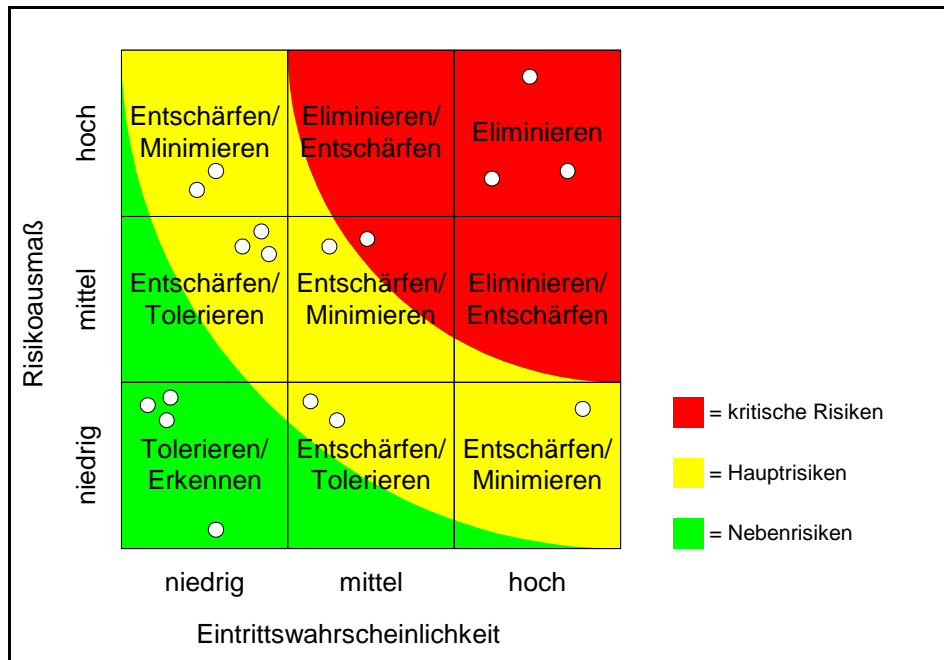 Risikoausmaß
hoch
mittel
niedrig
Entschärfen/
Minimieren
Eliminieren/
Entschärfen
Eliminieren
Entschärfen/
Tolerieren
Entschärfen/
Minimieren
Eliminieren/
Entschärfen
Tolerieren/
Erkennen
Entschärfen/
Tolerieren
Entschärfen/
Minimieren
niedrig
mittel
hoch
Eintrittswahrscheinlichkeit
= kritische Risiken
= Hauptrisiken
= Nebenrisiken